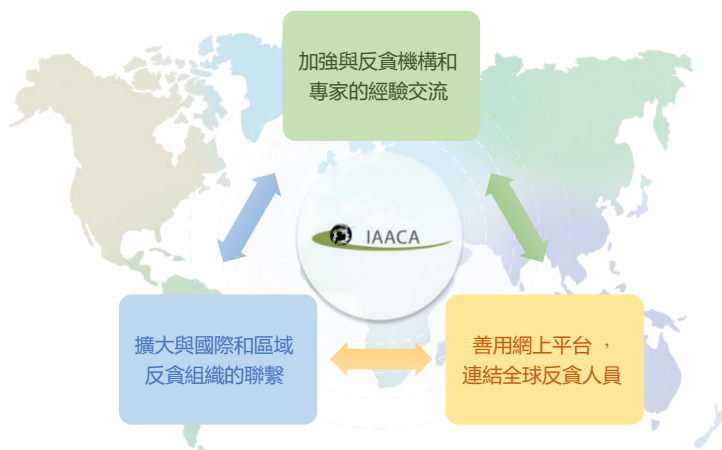 加強與反貪機構和
專家的經驗交流
IAACA
擴大與國際和區域
反貪組織的聯繫
善用網上平台，
連結全球反貪人員